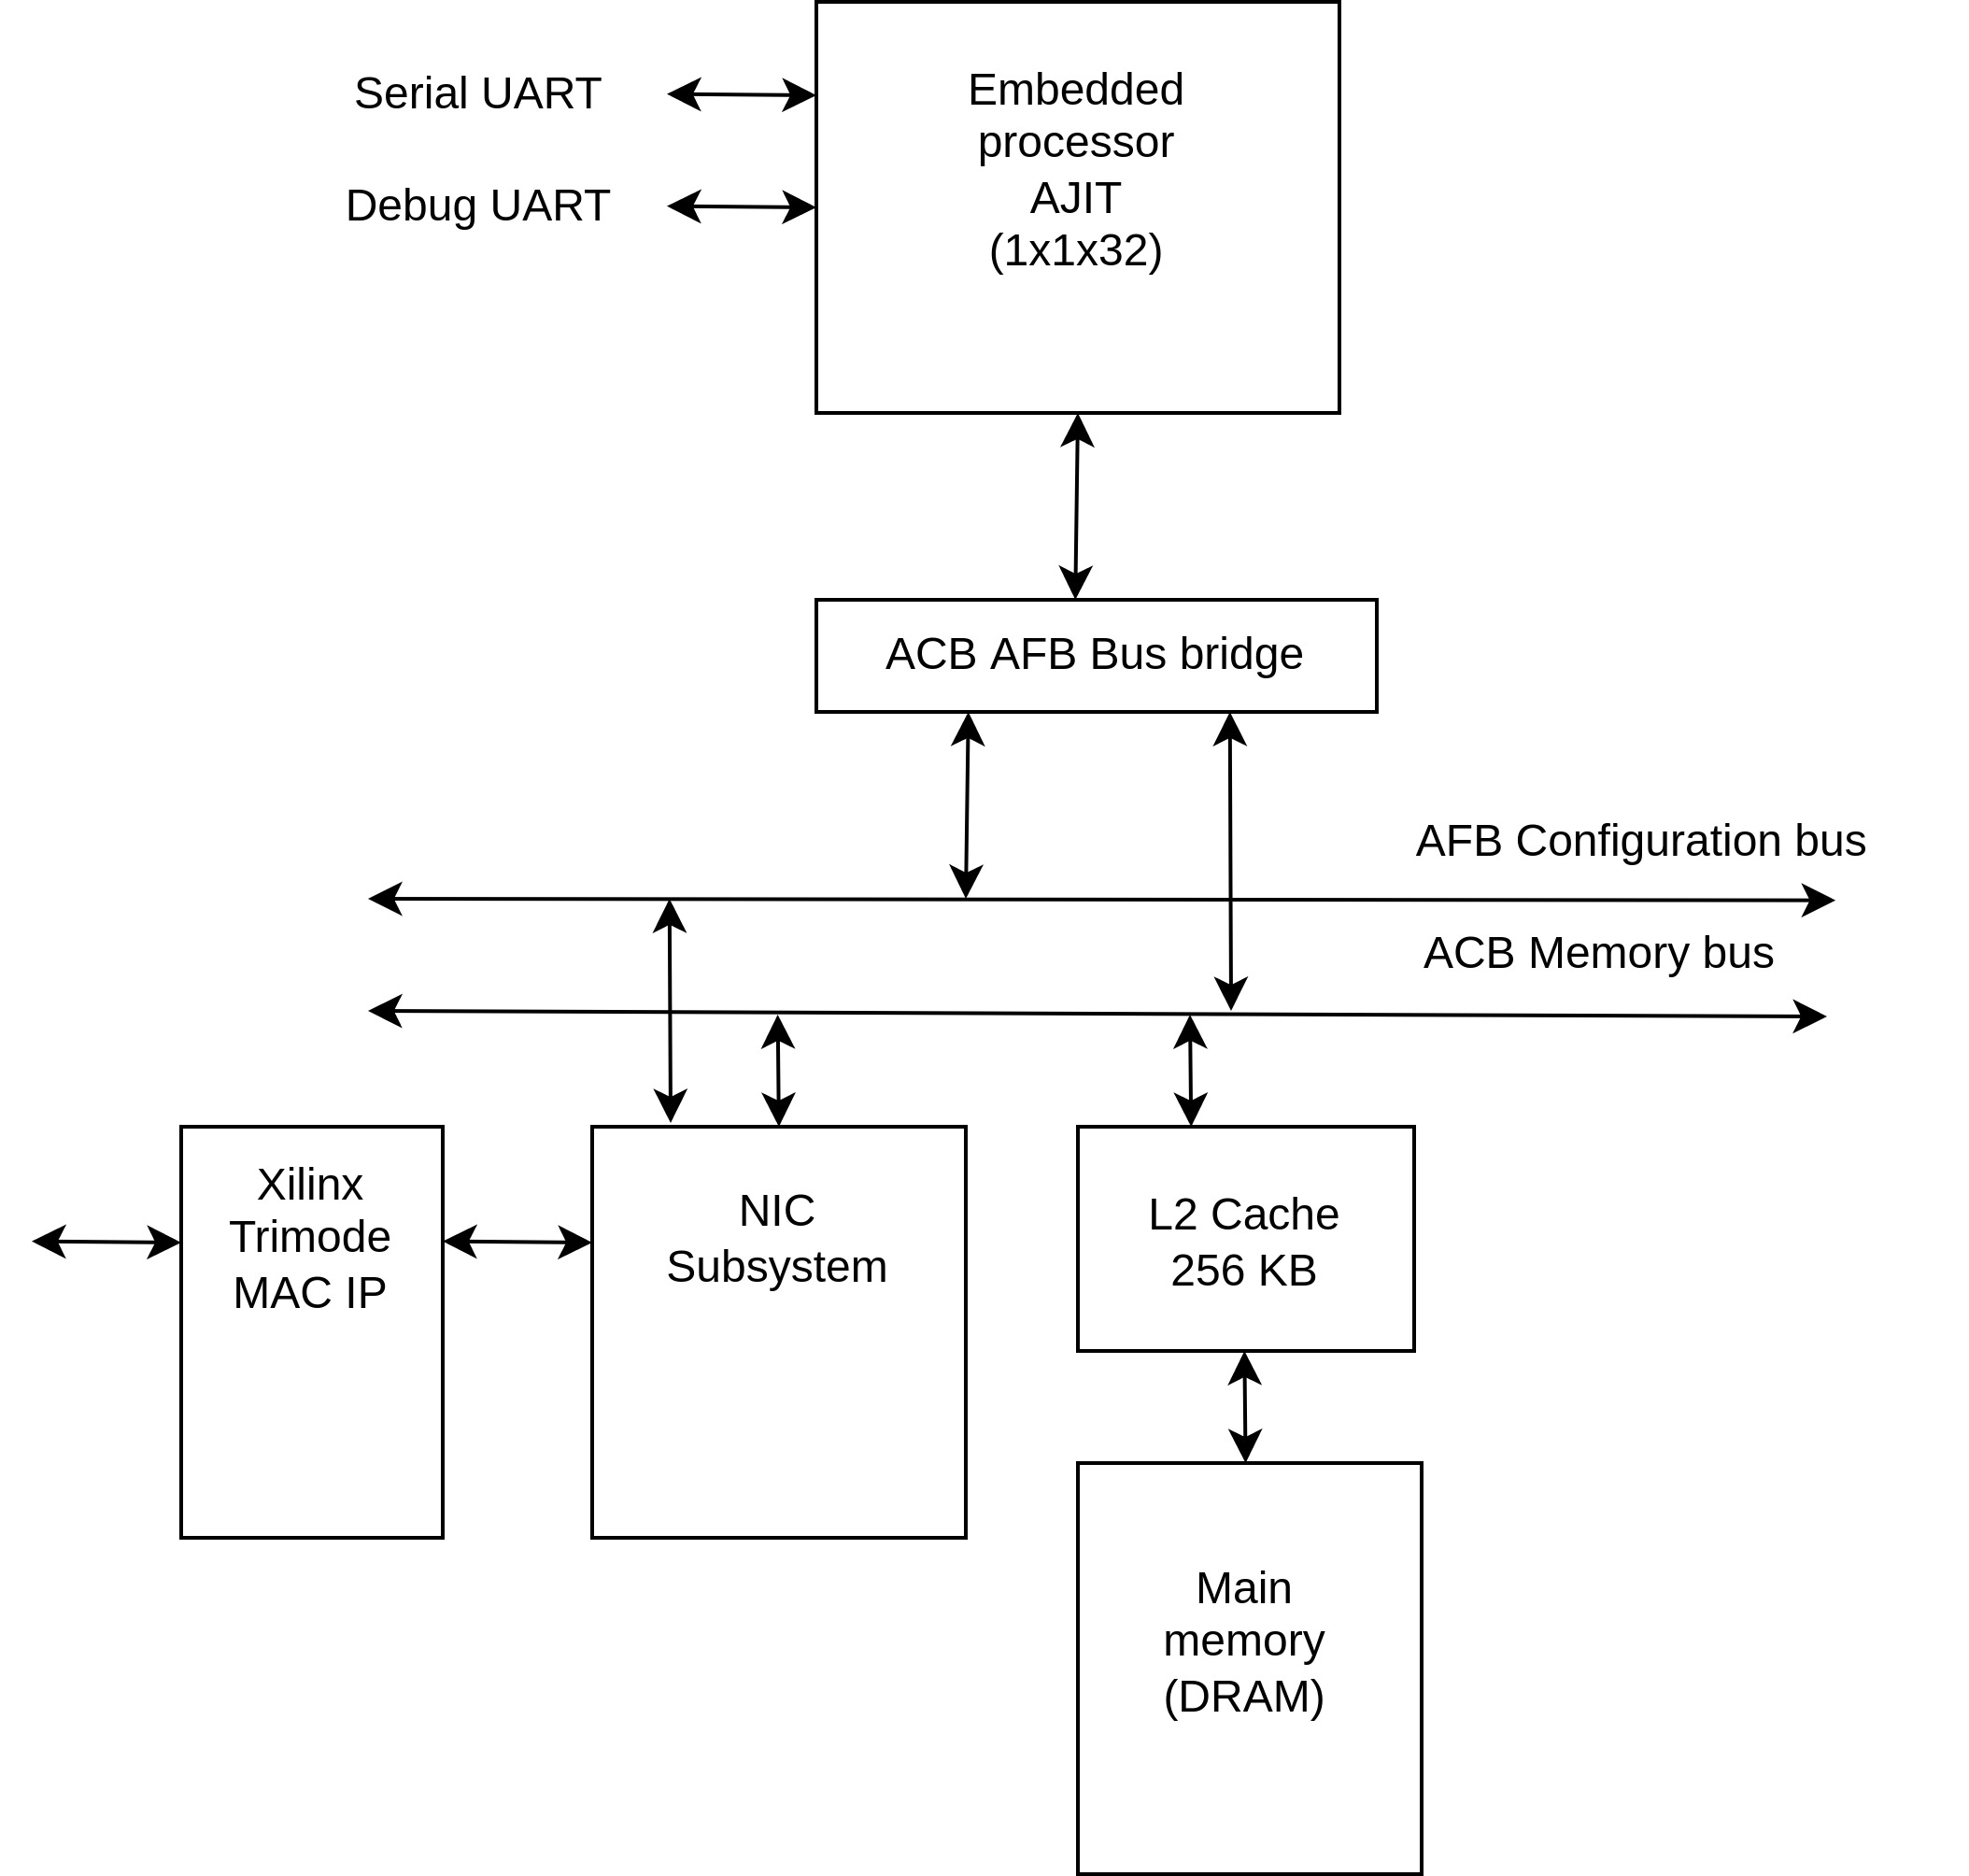 Serial UART
Debug UART
Embedded
processor
AJIT
(1x1x32)
ACB AFB Bus bridge
AFB Configuration bus
ACB Memory bus
Xilinx
Trimode
MAC IP
NIC
Subsystem
L2 Cache
256 KB
Main
memory
(DRAM)